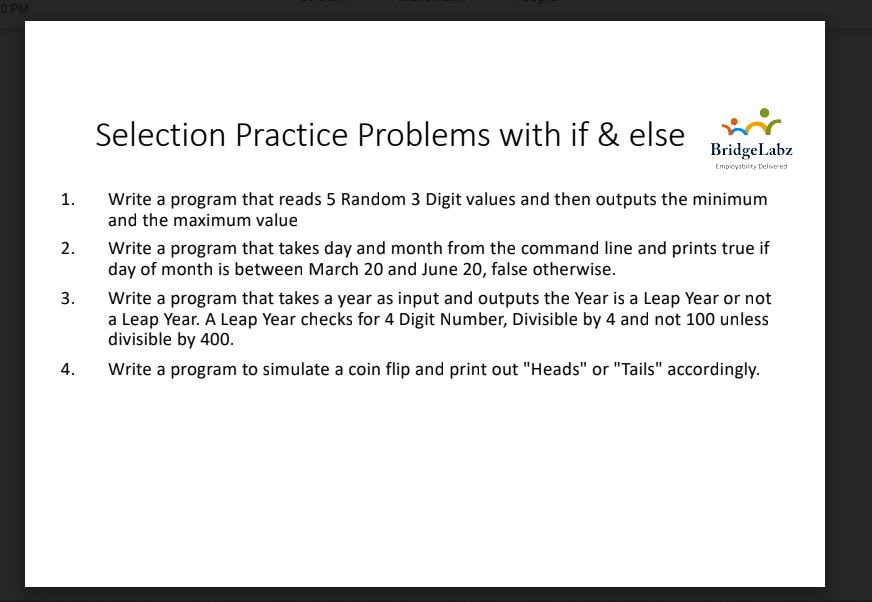 0 PM
Selection Practice Problems with if & else
BridgeLabz
Employability Delivered
1. Write a program that reads 5 Random 3 Digit values and then outputs the minimum
and the maximum value
2. Write a program that takes day and month from the command line and prints true if
day of month is between March 20 and June 20, false otherwise.
3. Write a program that takes a year as input and outputs the Year is a Leap Year or not
a Leap Year. A Leap Year checks for 4 Digit Number, Divisible by 4 and not 100 unless
divisible by 400.
4. Write a program to simulate a coin flip and print out "Heads" or "Tails" accordingly.